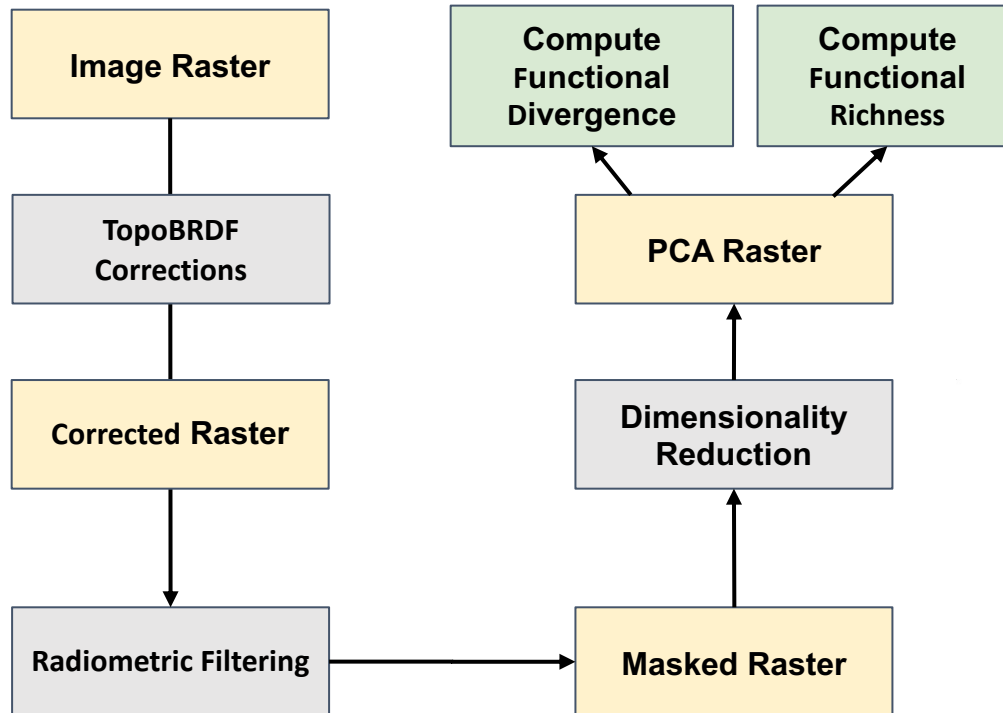 Image Raster
TopoBRDF
Corrections
Corrected Raster
Radiometric Filtering
Masked Raster
Dimensionality
Reduction
PCA Raster
Compute
Functional
Divergence
Compute
Functional
Richness